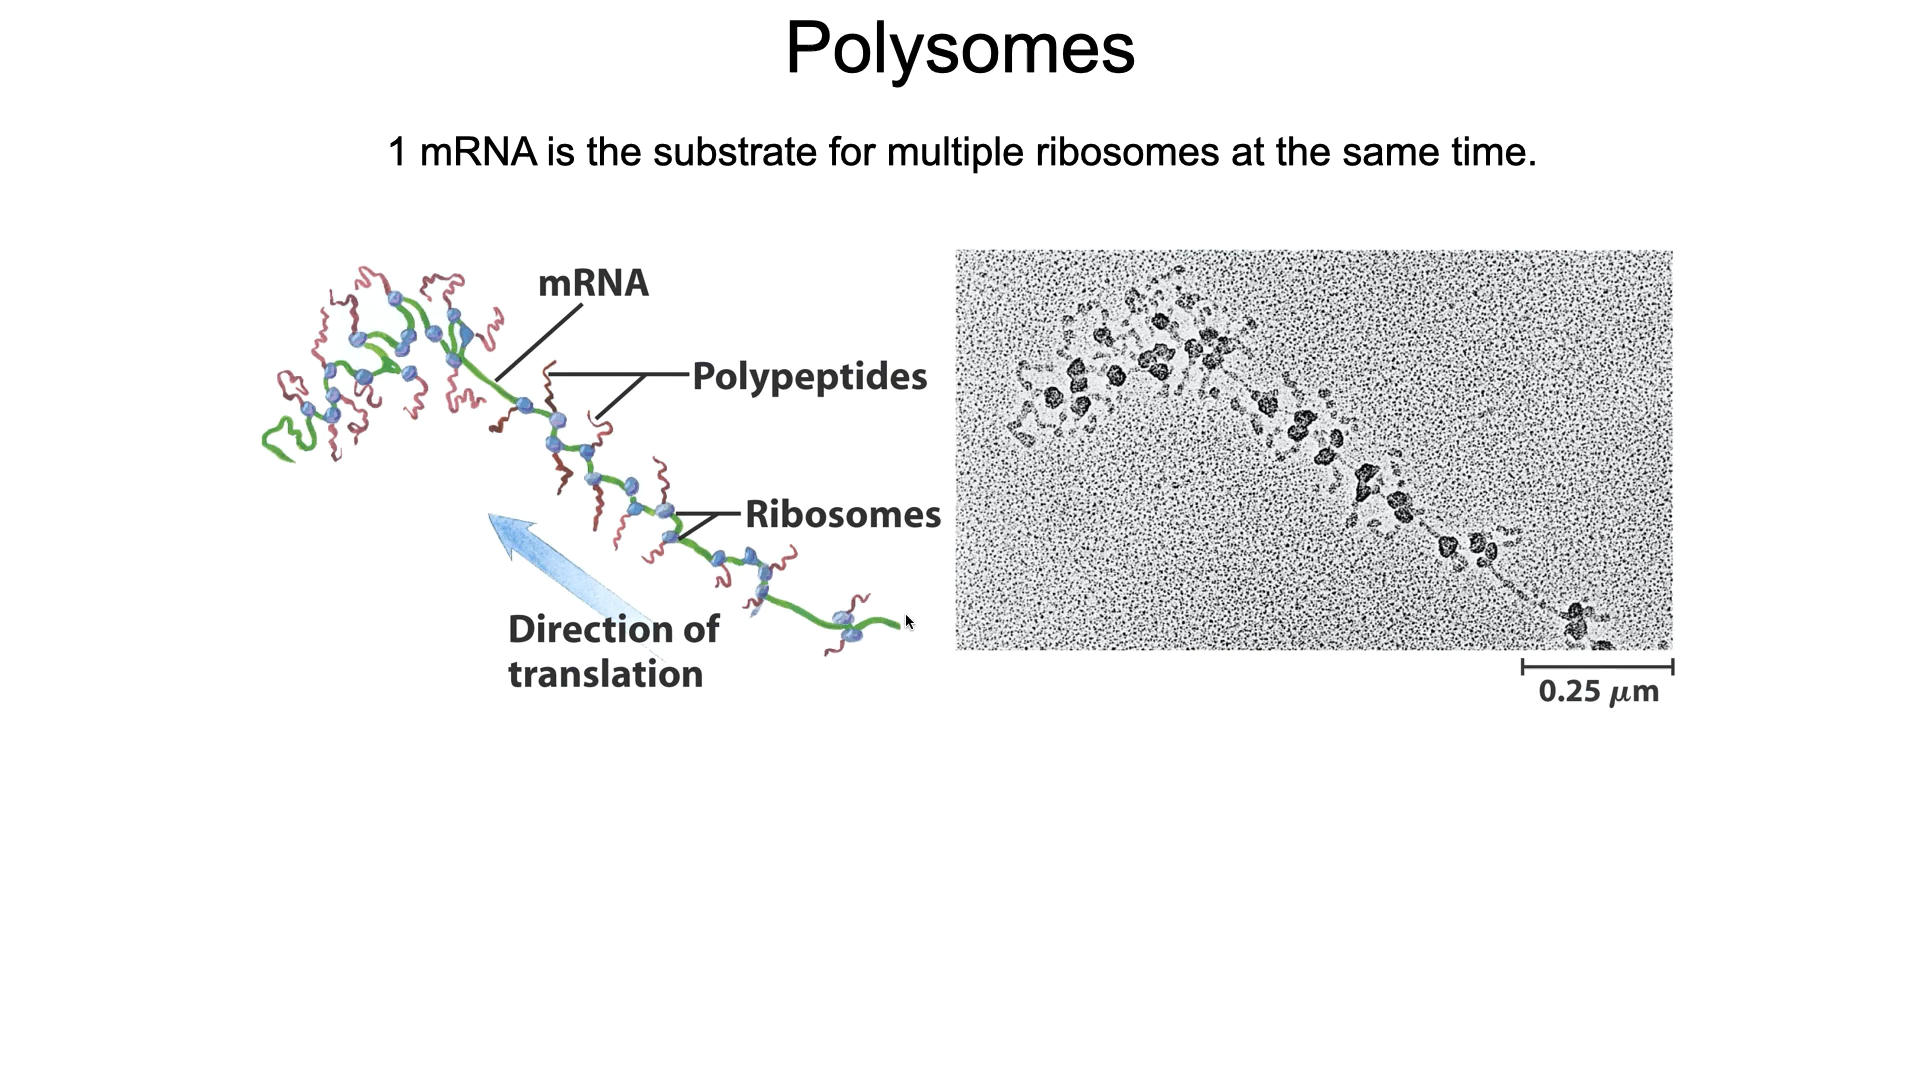 Polysomes
1 mRNA is the substrate for multiple ribosomes at the same time.
mRNA
Polypeptides
Ribosomes
Direction of
translation
0.25 μm